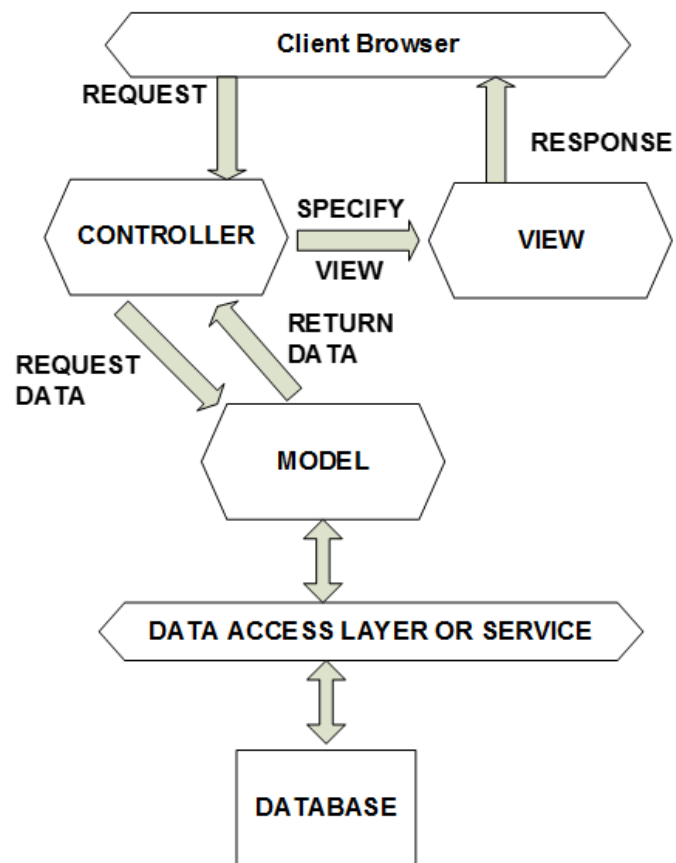 Client Browser
REQUEST
RESPONSE
CONTROLLER
SPECIFY
VIEW
VIEW
REQUEST
DATA
RETURN
DATA
MODEL
DATA ACCESS LAYER OR SERVICE
DATABASE